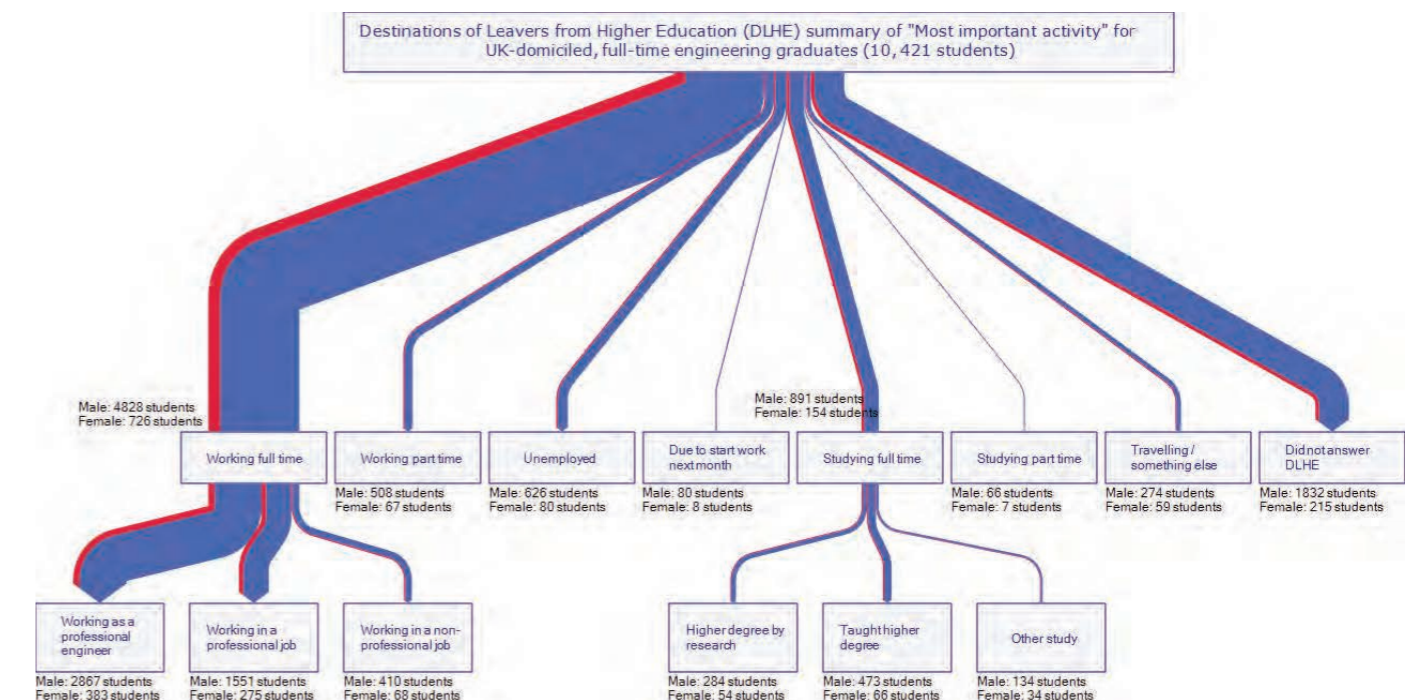 Destinations of Leavers from Higher Education (DLHE) summary of "Most important activity" for
UK-domiciled, full-time engineering graduates (10, 421 students)
Male: 4828 students
Female: 726 students
Male: 891 students
Female: 154 students
Working full time
Working part time
Male: 508 students
Female: 67 students
Unemployed
Male: 626 students
Female: 80 students
Due to start work
next month
Male: 80 students
Female: 8 students
Studying full time
Studying part time
Male: 66 students
Female: 7 students
Travelling /
something else
Male: 274 students
Female: 59 students
Did not answer
DLHE
Male: 1832 students
Female: 215 students
Working as a
professional
engineer
Male: 2867 students
Female: 383 students
Working in a
professional job
Male: 1551 students
Female: 275 students
Working in a non-
professional job
Male: 410 students
Female: 68 students
Higher degree by
research
Male: 284 students
Female: 54 students
Taught higher
degree
Male: 473 students
Female: 66 students
Other study
Male: 134 students
Female: 34 students